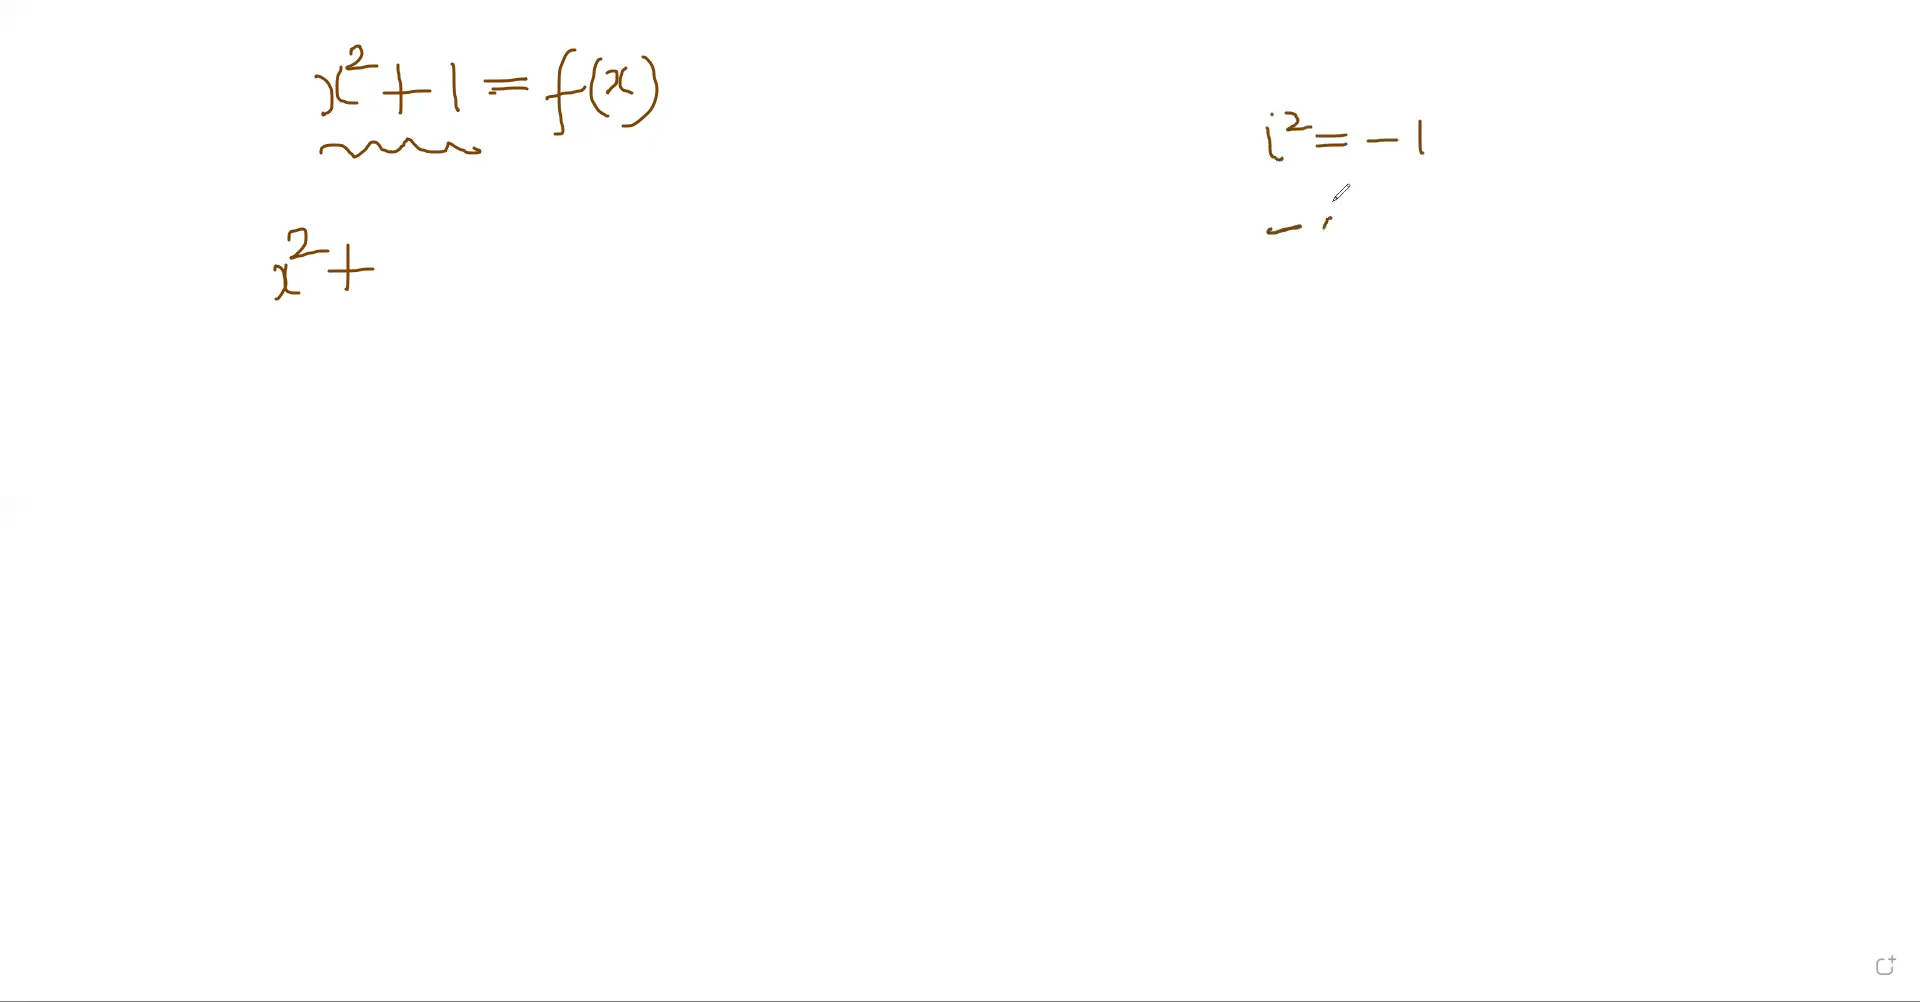 x²+1=f(x)
i²=-1
x²+
-